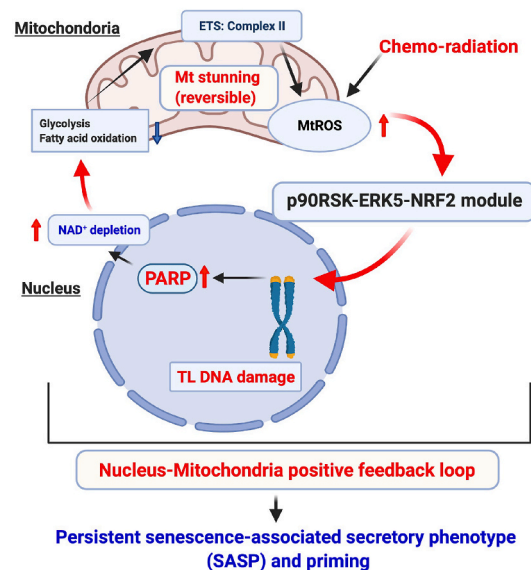 Mitochondoria
ETS: Complex II
Chemo-radiation
Mt stunning
(reversible)
MtROS
Glycolysis
Fatty acid oxidation
p90RSK-ERK5-NRF2 module
NAD⁺ depletion
Nucleus
PARP
TL DNA damage
Nucleus-Mitochondria positive feedback loop
Persistent senescence-associated secretory phenotype
(SASP) and priming